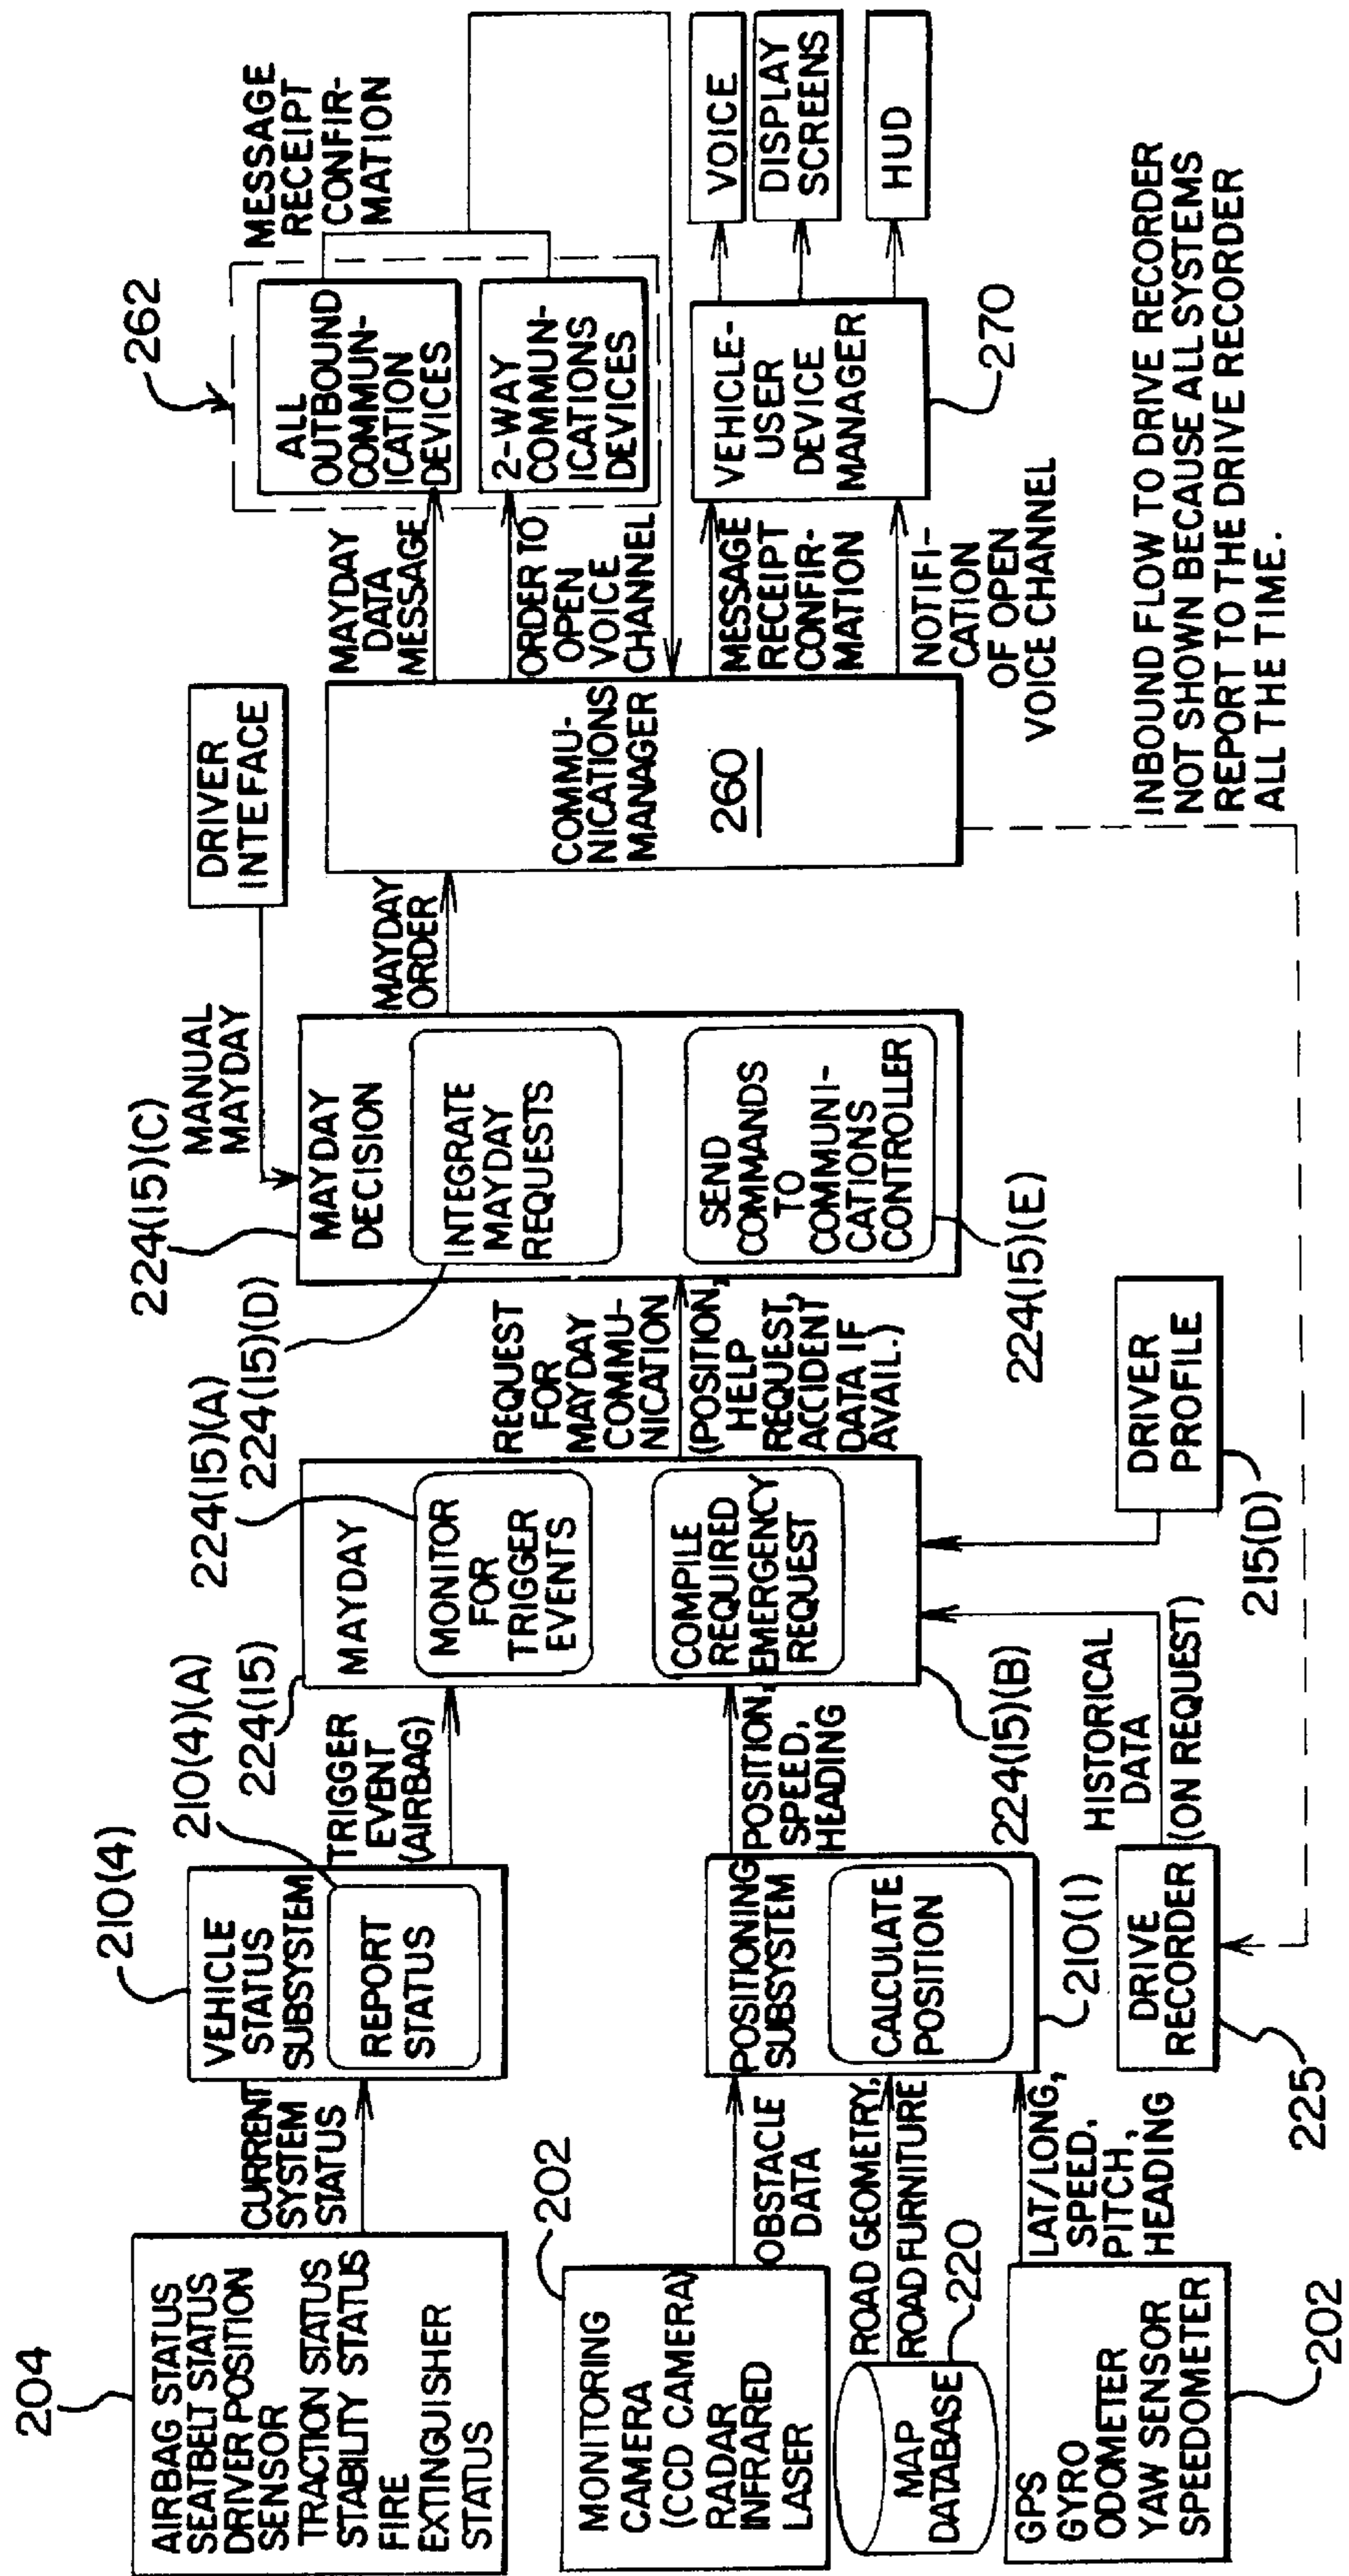 204
AIRBAG STATUS
SEATBELT STATUS
DRIVER POSITION
SENSOR
TRACTION STATUS
STABILITY STATUS
FIRE
EXTINGUISHER
STATUS
CURRENT
SYSTEM
STATUS
210(4)
VEHICLE
STATUS
SUBSYSTEM
REPORT
STATUS
210(4)(A)
TRIGGER
EVENT
(AIRBAG)
202
MONITORING
CAMERA
(CCD CAMERA)
RADAR
INFRARED
LASER
OBSTACLE
DATA
MAP
DATABASE
220
ROAD GEOMETRY,
ROAD FURNITURE
GPS
GYRO
ODOMETER
YAW SENSOR
SPEEDOMETER
202
LAT/LONG,
SPEED,
PITCH,
HEADING
POSITIONING
SUBSYSTEM
CALCULATE
POSITION
210(1)
POSITION,
SPEED,
HEADING
DRIVE
RECORDER
225
HISTORICAL
DATA
(ON REQUEST)
224(15)
MAYDAY
224(15)(A)
MONITOR
FOR
TRIGGER
EVENTS
COMPILE
REQUIRED
EMERGENCY
REQUEST
224(15)(B)
DRIVER
PROFILE
215(D)
REQUEST
FOR
MAYDAY
COMMU-
NICATION
(POSITION,
HELP
REQUEST,
ACCIDENT
DATA IF
AVAIL.)
224(15)(C)
224(15)(D)
MAYDAY
DECISION
INTEGRATE
MAYDAY
REQUESTS
SEND
COMMANDS
TO
COMMUNI-
CATIONS
CONTROLLER
224(15)(E)
MANUAL
MAYDAY
DRIVER
INTEFACE
MAYDAY
ORDER
COMMU-
NICATIONS
MANAGER
260
MAYDAY
DATA
MESSAGE
ORDER TO
OPEN
VOICE
CHANNEL
MESSAGE
RECEIPT
CONFIR-
MATION
NOTIFI-
CATION
OF OPEN
VOICE CHANNEL
262
ALL
OUTBOUND
COMMUN-
ICATION
DEVICES
2-WAY
COMMUN-
ICATIONS
DEVICES
MESSAGE
RECEIPT
CONFIR-
MATION
VEHICLE-
USER
DEVICE
MANAGER
270
VOICE
DISPLAY
SCREENS
HUD
INBOUND FLOW TO DRIVE RECORDER
NOT SHOWN BECAUSE ALL SYSTEMS
REPORT TO THE DRIVE RECORDER
ALL THE TIME.